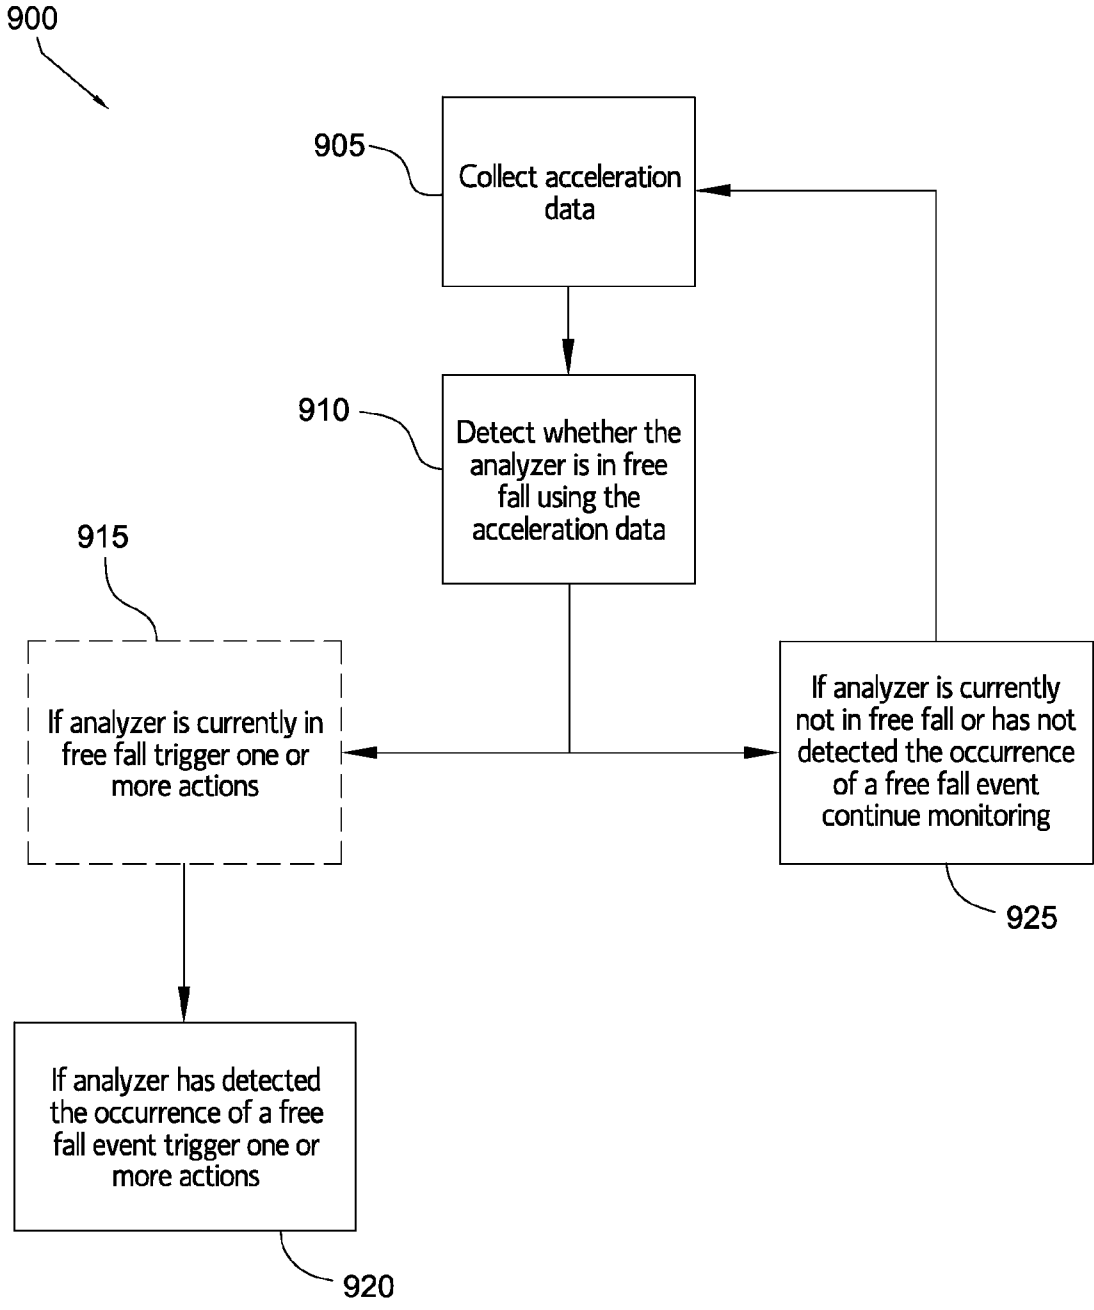 900
905
Collect acceleration
data
910
Detect whether the
analyzer is in free
fall using the
acceleration data
915
If analyzer is currently in
free fall trigger one or
more actions
If analyzer is currently
not in free fall or has not
detected the occurrence
of a free fall event
continue monitoring
925
If analyzer has detected
the occurrence of a free
fall event trigger one or
more actions
920